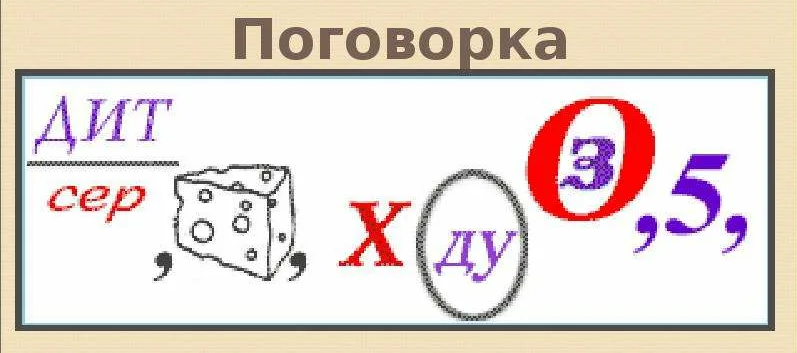 Поговорка
ДИТ
сер
, , х ду О з ,5,